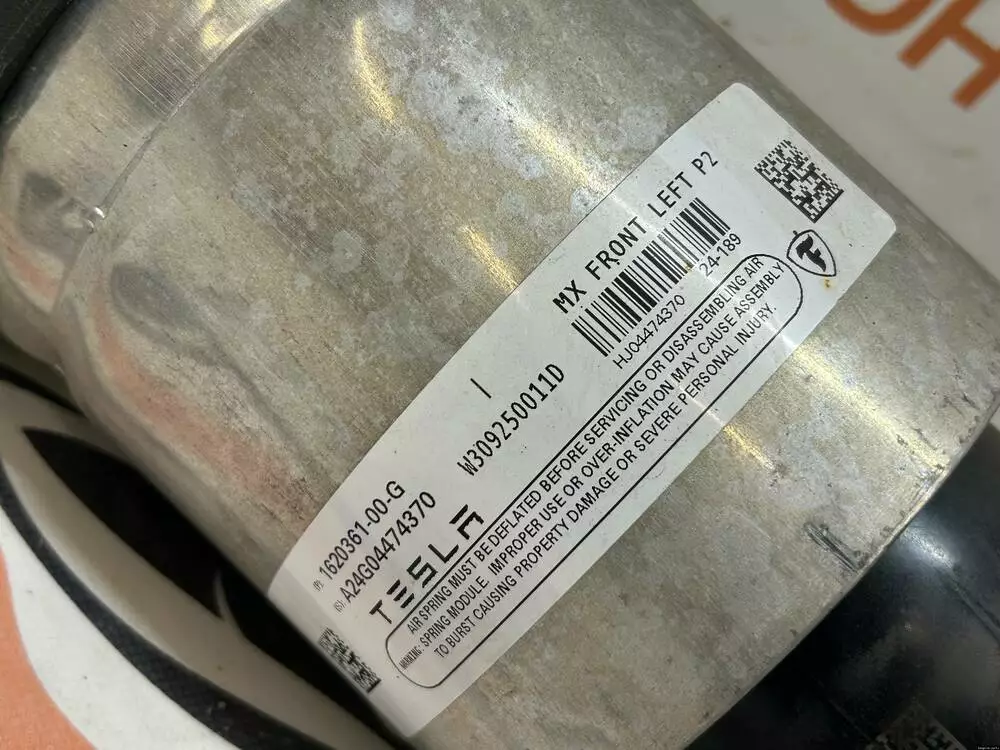 MX FRONT LEFT P2
24-189
HJ04474370
I
W309250011D
(P): 1620361-00-G
(S): A24G04474370
TESLA
WARNING: AIR SPRING MUST BE DEFLATED BEFORE SERVICING OR DISASSEMBLING AIR
SPRING MODULE. IMPROPER USE OR OVER-INFLATION MAY CAUSE ASSEMBLY
TO BURST CAUSING PROPERTY DAMAGE OR SEVERE PERSONAL INJURY.